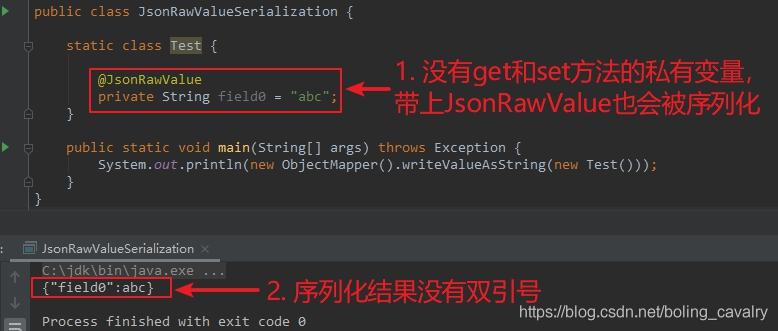 public class JsonRawValueSerialization {
static class Test {
@JsonRawValue
private String field0 = "abc";
}
1. 没有get和set方法的私有变量，
带上JsonRawValue也会被序列化
public static void main(String[] args) throws Exception {
System.out.println(new ObjectMapper().writeValueAsString(new Test()));
}
}
: JsonRawValueSerialization ×
C:\jdk\bin\java.exe ...
{"field0":abc}
2. 序列化结果没有双引号
Process finished with exit code 0
https://blog.csdn.net/boling_cavalry